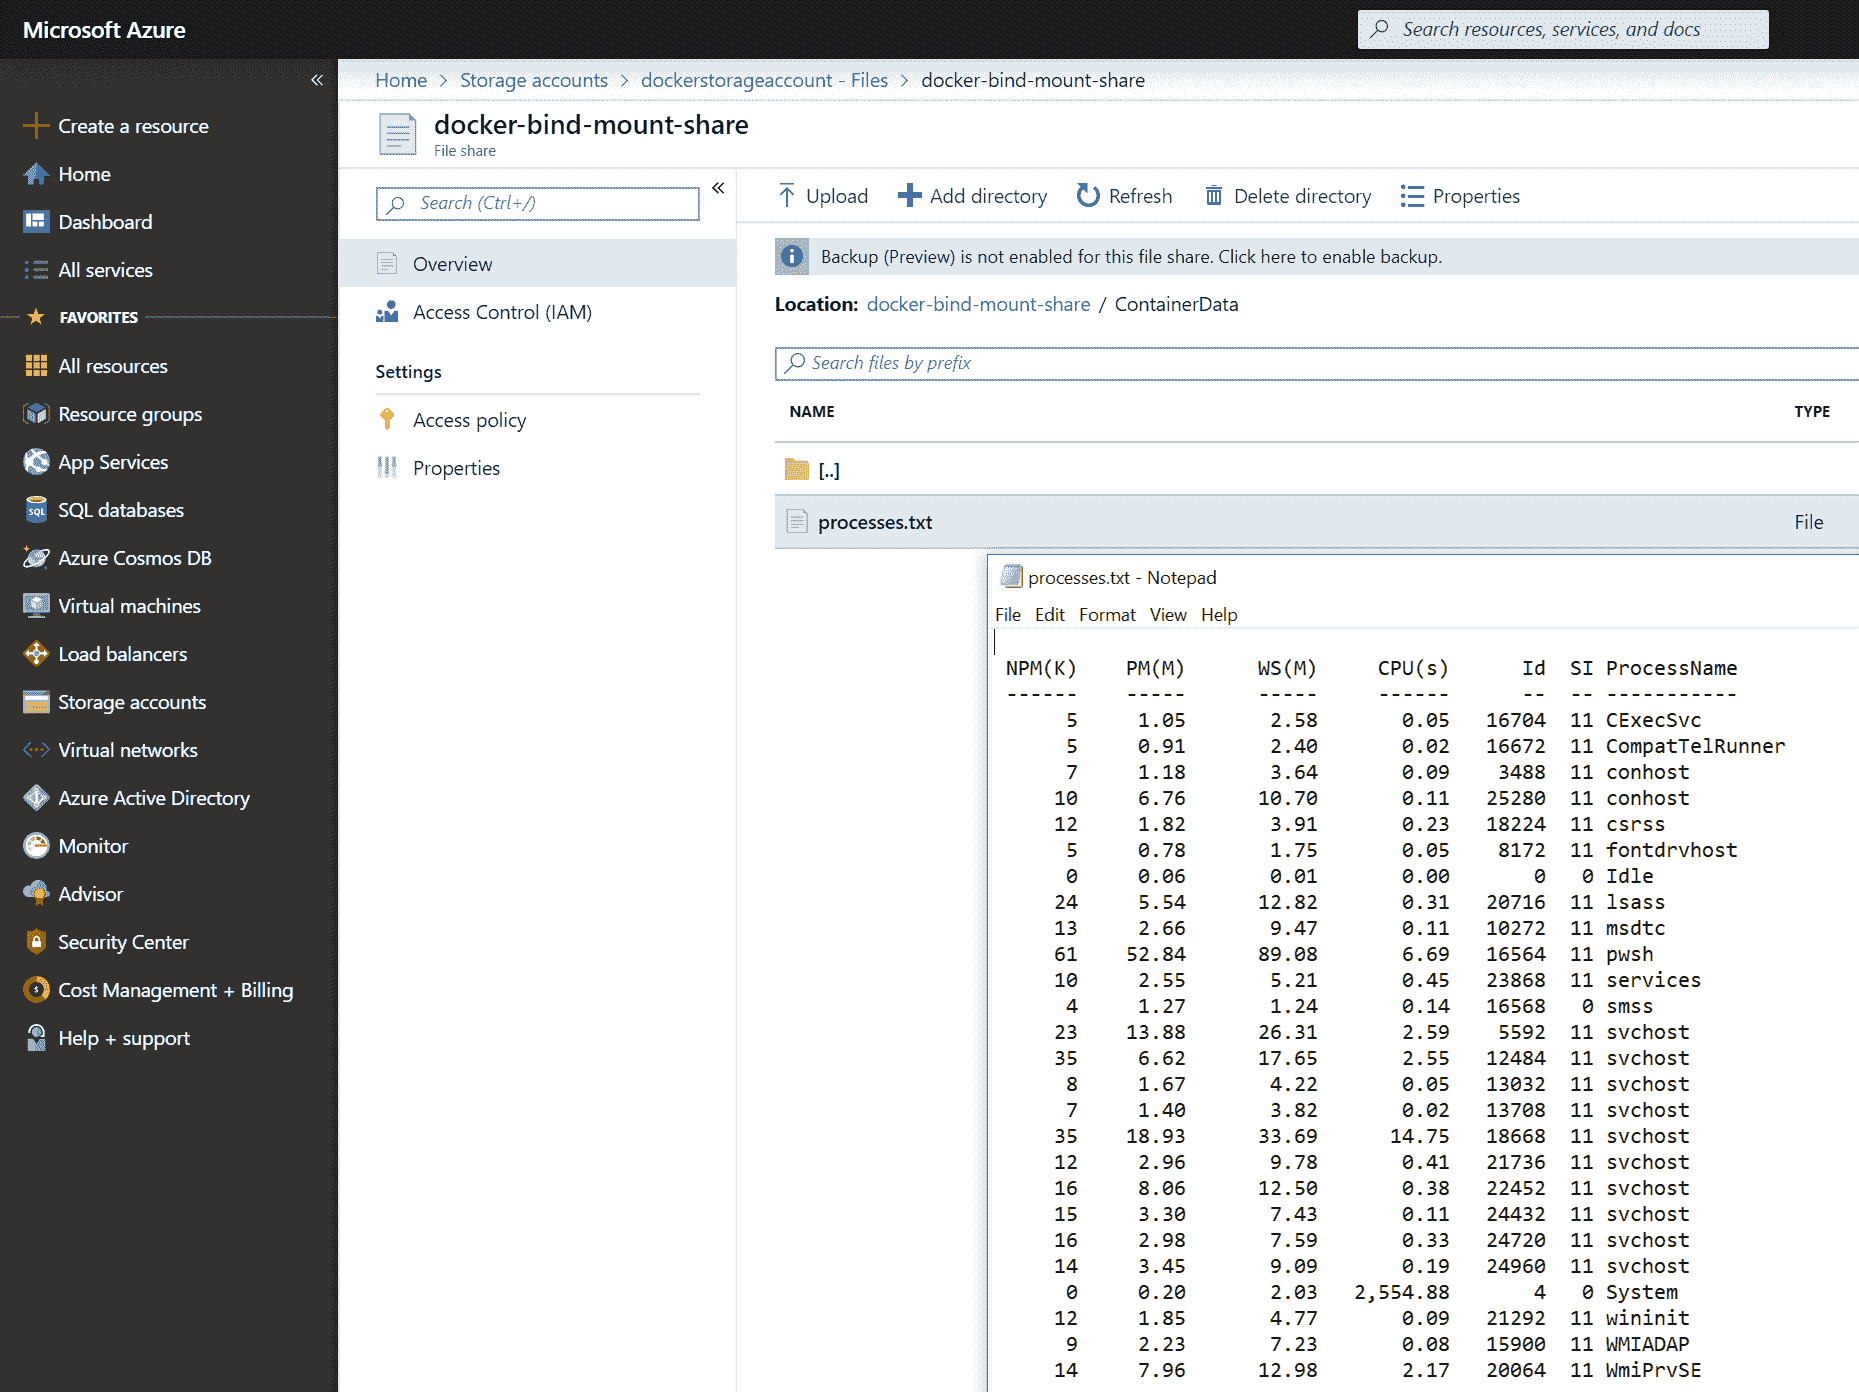 Microsoft Azure
Search resources, services, and docs
«
Create a resource
Home
Dashboard
All services
FAVORITES
All resources
Resource groups
App Services
SQL databases
Azure Cosmos DB
Virtual machines
Load balancers
Storage accounts
Virtual networks
Azure Active Directory
Monitor
Advisor
Security Center
Cost Management + Billing
Help + support
Home > Storage accounts > dockerstorageaccount - Files > docker-bind-mount-share
docker-bind-mount-share
File share
Search (Ctrl+/)
«
Overview
Access Control (IAM)
Settings
Access policy
Properties
Upload Add directory Refresh Delete directory Properties
Backup (Preview) is not enabled for this file share. Click here to enable backup.
Location: docker-bind-mount-share / ContainerData
Search files by prefix
NAME TYPE
[..]
processes.txt File
processes.txt - Notepad
File Edit Format View Help
NPM(K) PM(M) WS(M) CPU(s) Id SI ProcessName
------ ----- ----- ------ -- -- -----------
5 1.05 2.58 0.05 16704 11 CExecSvc
5 0.91 2.40 0.02 16672 11 CompatTelRunner
7 1.18 3.64 0.09 3488 11 conhost
10 6.76 10.70 0.11 25280 11 conhost
12 1.82 3.91 0.23 18224 11 csrss
5 0.78 1.75 0.05 8172 11 fontdrvhost
0 0.06 0.01 0.00 0 0 Idle
24 5.54 12.82 0.31 20716 11 lsass
13 2.66 9.47 0.11 10272 11 msdtc
61 52.84 89.08 6.69 16564 11 pwsh
10 2.55 5.21 0.45 23868 11 services
4 1.27 1.24 0.14 16568 0 smss
23 13.88 26.31 2.59 5592 11 svchost
35 6.62 17.65 2.55 12484 11 svchost
8 1.67 4.22 0.05 13032 11 svchost
7 1.40 3.82 0.02 13708 11 svchost
35 18.93 33.69 14.75 18668 11 svchost
12 2.96 9.78 0.41 21736 11 svchost
16 8.06 12.50 0.38 22452 11 svchost
15 3.30 7.43 0.11 24432 11 svchost
16 2.98 7.59 0.33 24720 11 svchost
14 3.45 9.09 0.19 24960 11 svchost
0 0.20 2.03 2,554.88 4 0 System
12 1.85 4.77 0.09 21292 11 wininit
9 2.23 7.23 0.08 15900 11 WMIADAP
14 7.96 12.98 2.17 20064 11 WmiPrvSE